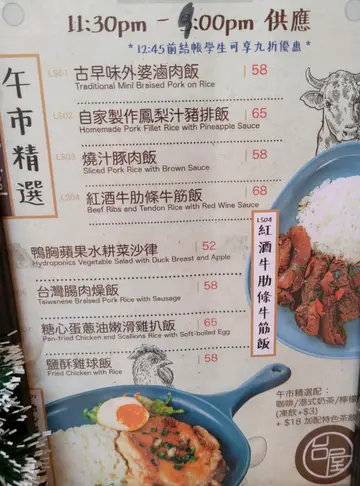 11:30pm - 4:00pm 供應
*12:45前結帳學生可享九折優惠*
午市精選
LS01 古早味外婆滷肉飯 58
Traditional Mini Braised Pork on Rice
LS02 自家製作鳳梨汁豬排飯 65
Homemade Pork Fillet Rice with Pineapple Sauce
LS03 燒汁豚肉飯 58
Sliced Pork Rice with Brown Sauce
LS04 紅酒牛肋條牛筋飯 68
Beef Ribs and Tendon Rice with Red Wine Sauce
鴨胸蘋果水耕菜沙律 52
Hydroponics Vegetable Salad with Duck Breast and Apple
台灣腸肉燥飯 58
Taiwanese Braised Pork Rice with Sausage
糖心蛋蔥油嫩滑雞扒飯 65
Pan-fried Chicken and Scallions Rice with Soft-boiled Egg
鹽酥雞球飯 58
Fried Chicken with Rice
LS04
紅酒牛肋條牛筋飯
午市精選配:
咖啡/港式奶茶/檸檬
(凍飲+$3)
+ $18 加配特色茶飲
台屋